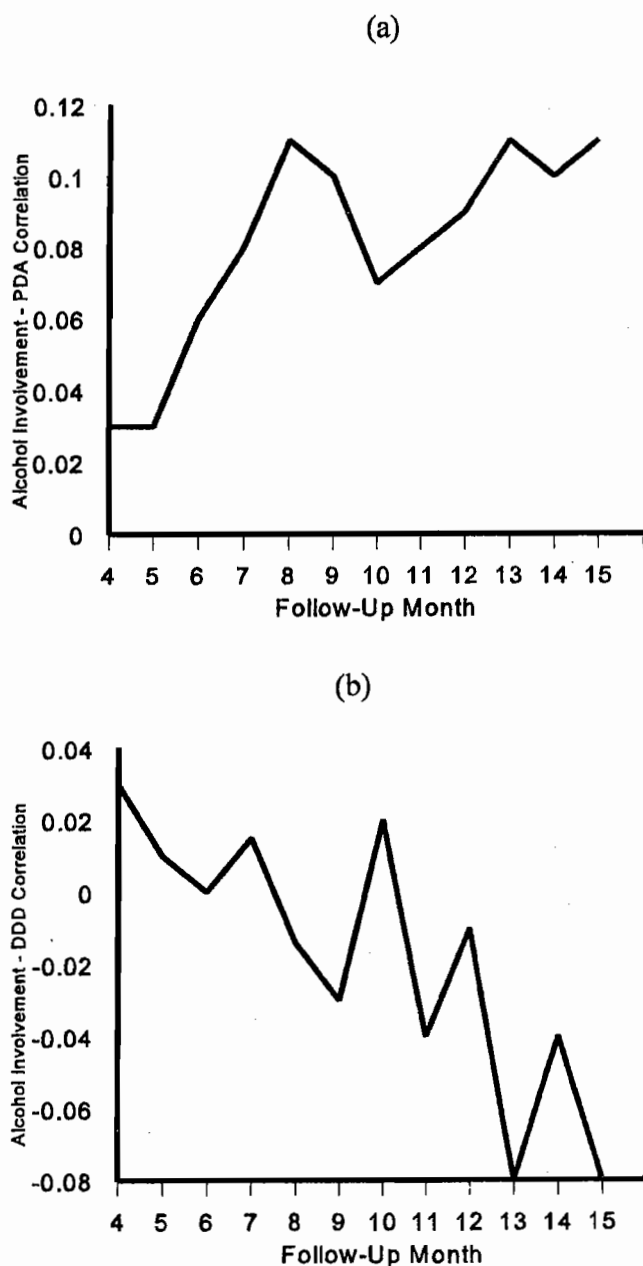 (a)
Alcohol Involvement - PDA Correlation
0.12
0.1
0.08
0.06
0.04
0.02
0
4 5 6 7 8 9 10 11 12 13 14 15
Follow-Up Month
(b)
Alcohol Involvement - DDD Correlation
0.04
0.02
0
-0.02
-0.04
-0.06
-0.08
4 5 6 7 8 9 10 11 12 13 14 15
Follow-Up Month